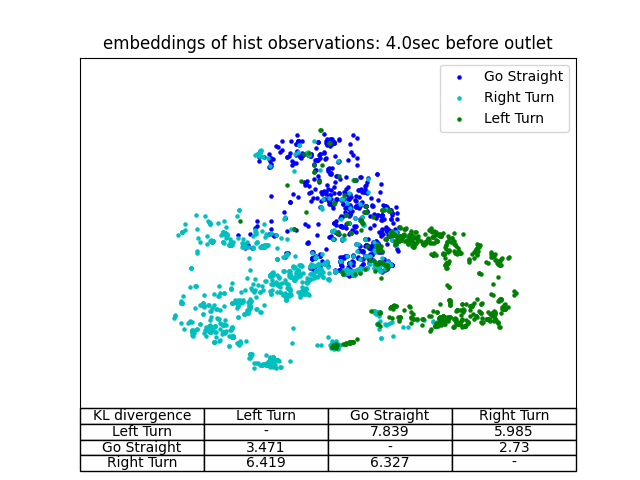 embeddings of hist observations: 4.0sec before outlet
Go Straight
Right Turn
Left Turn
KL divergence Left Turn Go Straight Right Turn
Left Turn - 7.839 5.985
Go Straight 3.471 - 2.73
Right Turn 6.419 6.327 -